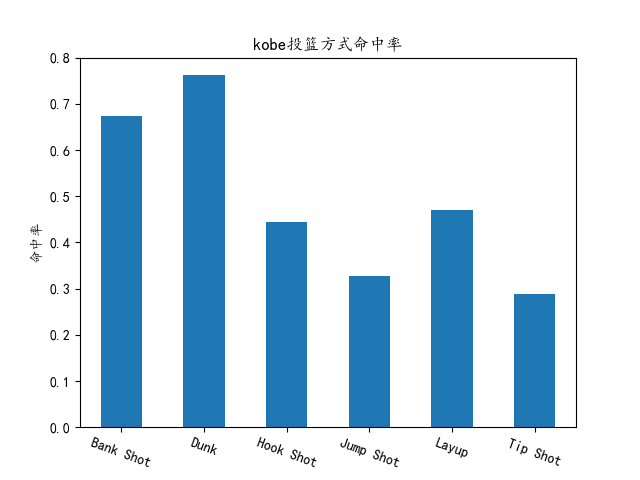 kobe投篮方式命中率
命中率
0.8
0.7
0.6
0.5
0.4
0.3
0.2
0.1
0.0
Bank Shot
Dunk
Hook Shot
Jump Shot
Layup
Tip Shot